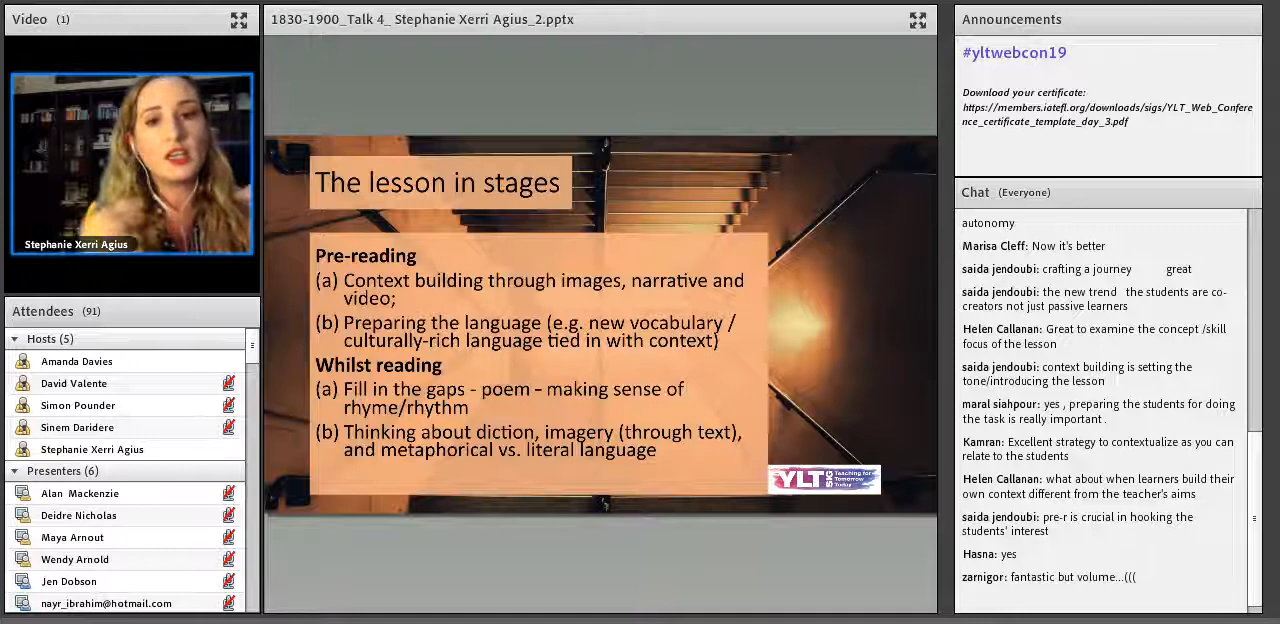 Video (1)
Stephanie Xerri Agius
Attendees (91)
Hosts (5)
Amanda Davies
David Valente
Simon Pounder
Sinem Daridere
Stephanie Xerri Agius
Presenters (6)
Alan Mackenzie
Deidre Nicholas
Maya Arnout
Wendy Arnold
Jen Dobson
nayr_ibrahim@hotmail.com
1830-1900_Talk 4_ Stephanie Xerri Agius_2.pptx
The lesson in stages
Pre-reading
(a) Context building through images, narrative and
video;
(b) Preparing the language (e.g. new vocabulary /
culturally-rich language tied in with context)
Whilst reading
(a) Fill in the gaps - poem – making sense of
rhyme/rhythm
(b) Thinking about diction, imagery (through text),
and metaphorical vs. literal language
YLT SIG Teaching for
Tomorrow
Today
Announcements
#yltwebcon19
Download your certificate:
https://members.iatefl.org/downloads/sigs/YLT_Web_Confere
nce_certificate_template_day_3.pdf
Chat (Everyone)
autonomy
Marisa Cleff: Now it's better
saida jendoubi: crafting a journey great
saida jendoubi: the new trend the students are co-
creators not just passive learners
Helen Callanan: Great to examine the concept /skill
focus of the lesson
saida jendoubi: context building is setting the
tone/introducing the lesson
maral siahpour: yes , preparing the students for doing
the task is really important .
Kamran: Excellent strategy to contextualize as you can
relate to the students
Helen Callanan: what about when learners build their
own context different from the teacher's aims
saida jendoubi: pre-r is crucial in hooking the
students' interest
Hasna: yes
zarnigor: fantastic but volume...(((